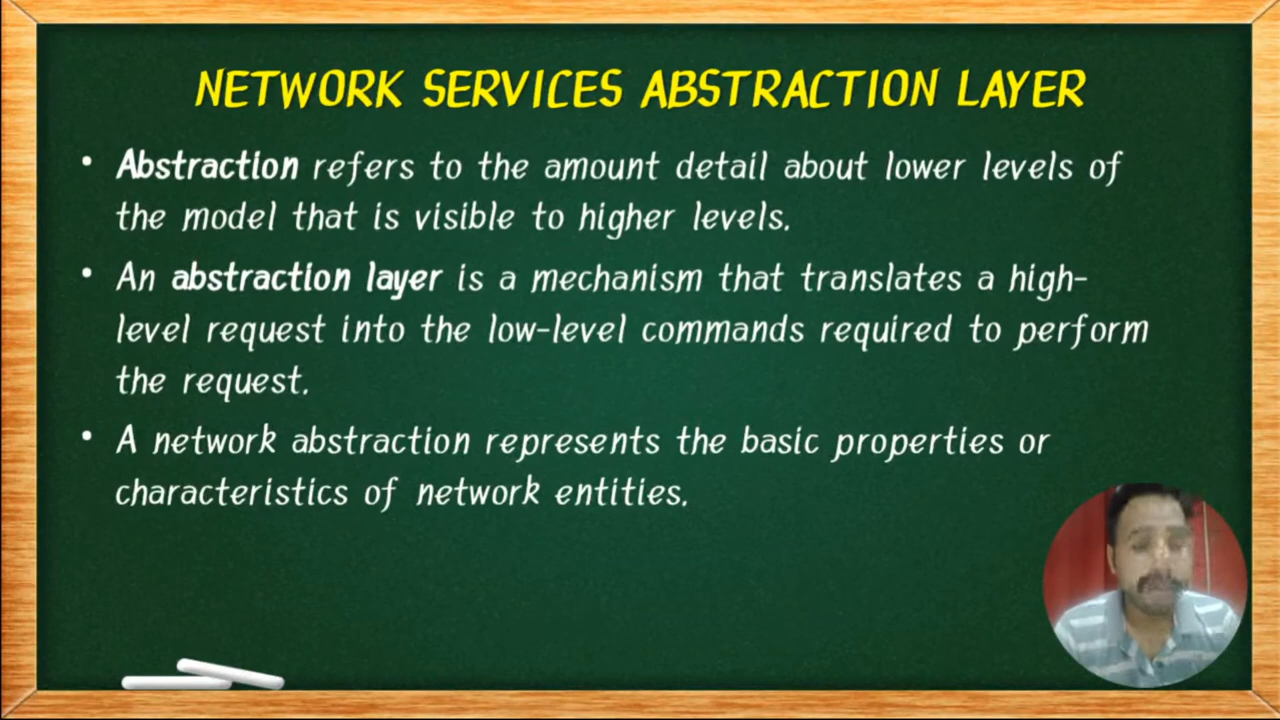 NETWORK SERVICES ABSTRACTION LAYER
• Abstraction refers to the amount detail about lower levels of
the model that is visible to higher levels.
• An abstraction layer is a mechanism that translates a high-
level request into the low-level commands required to perform
the request.
• A network abstraction represents the basic properties or
characteristics of network entities.